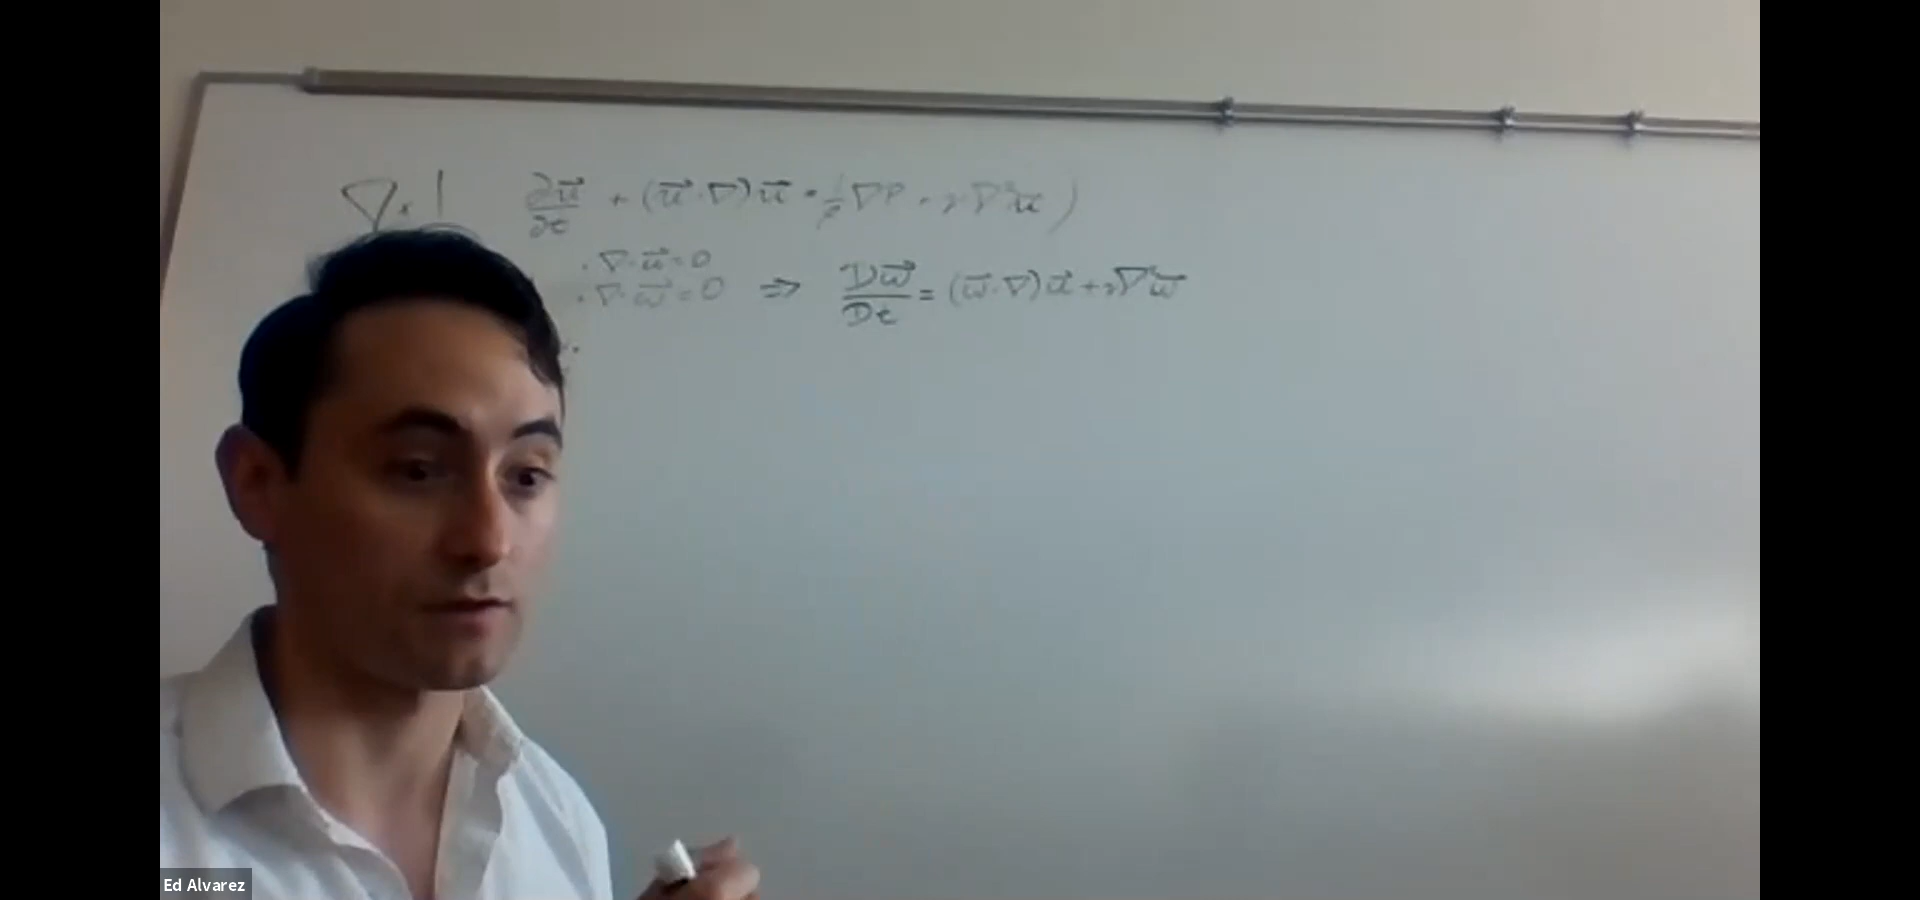 ∇ × ( ∂u⃗/∂t + (u⃗·∇)u⃗ = 1/ρ ∇P + ν∇²u⃗ )
· ∇·u⃗ = 0
· ∇·ω⃗ = 0 ⇒ Dω⃗/Dt = (ω⃗·∇)u⃗ + ν∇²ω⃗
Ed Alvarez